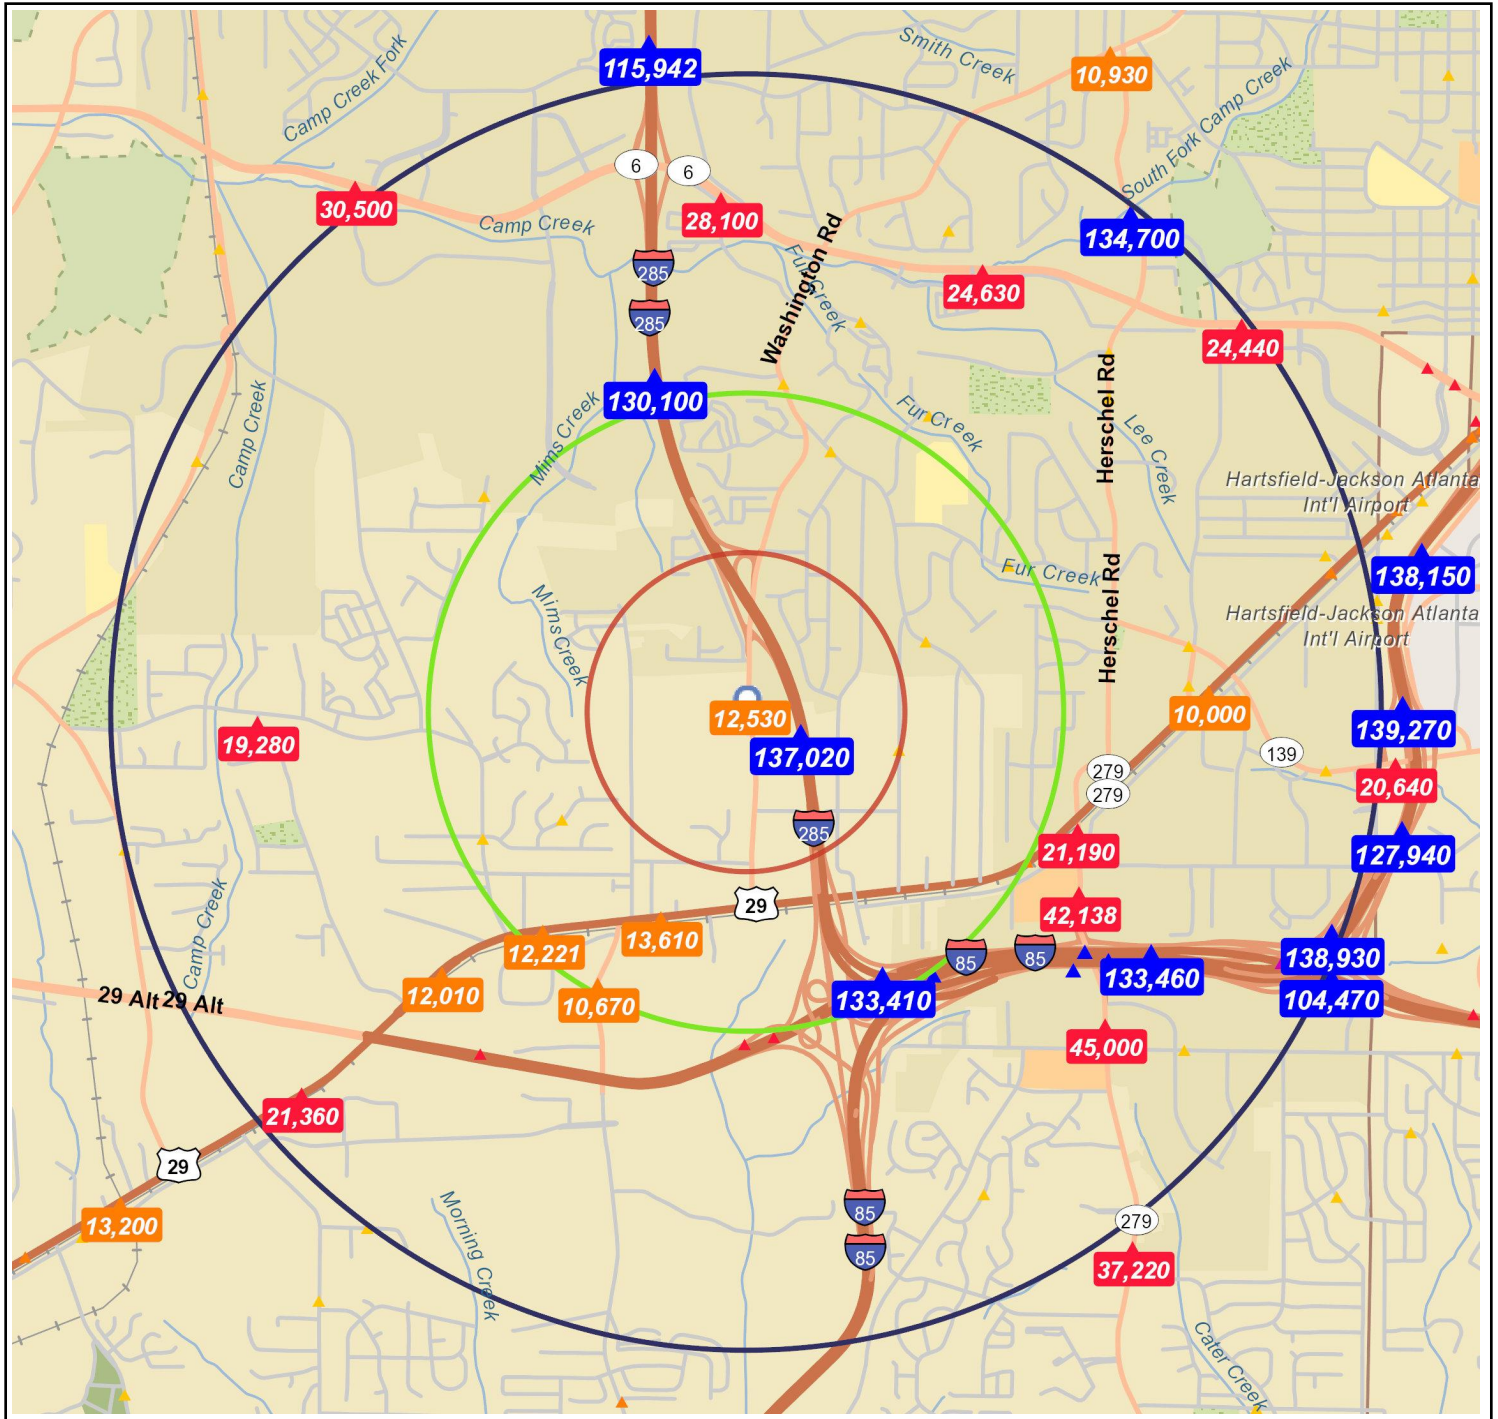 115,942
Smith Creek
10,930
Camp Creek Fork
South Fork Camp Creek
6
6
30,500
28,100
Camp Creek
134,700
Washington Rd
Fur Creek
285
24,630
285
24,440
130,100
Herschel Rd
Mims Creek
Camp Creek
Fur Creek
Lee Creek
Hartsfield-Jackson Atlanta
Int'l Airport
138,150
Fur Creek
Mims Creek
Herschel Rd
Hartsfield-Jackson Atlanta
Int'l Airport
12,530
10,000
19,280
137,020
139,270
139
279
279
20,640
285
21,190
127,940
29
42,138
Camp Creek
13,610
12,221
85
85
138,930
12,010
133,460
29 Alt 29 Alt
10,670
133,410
104,470
45,000
21,360
29
Morning Creek
85
279
13,200
85
37,220
Cater Creek